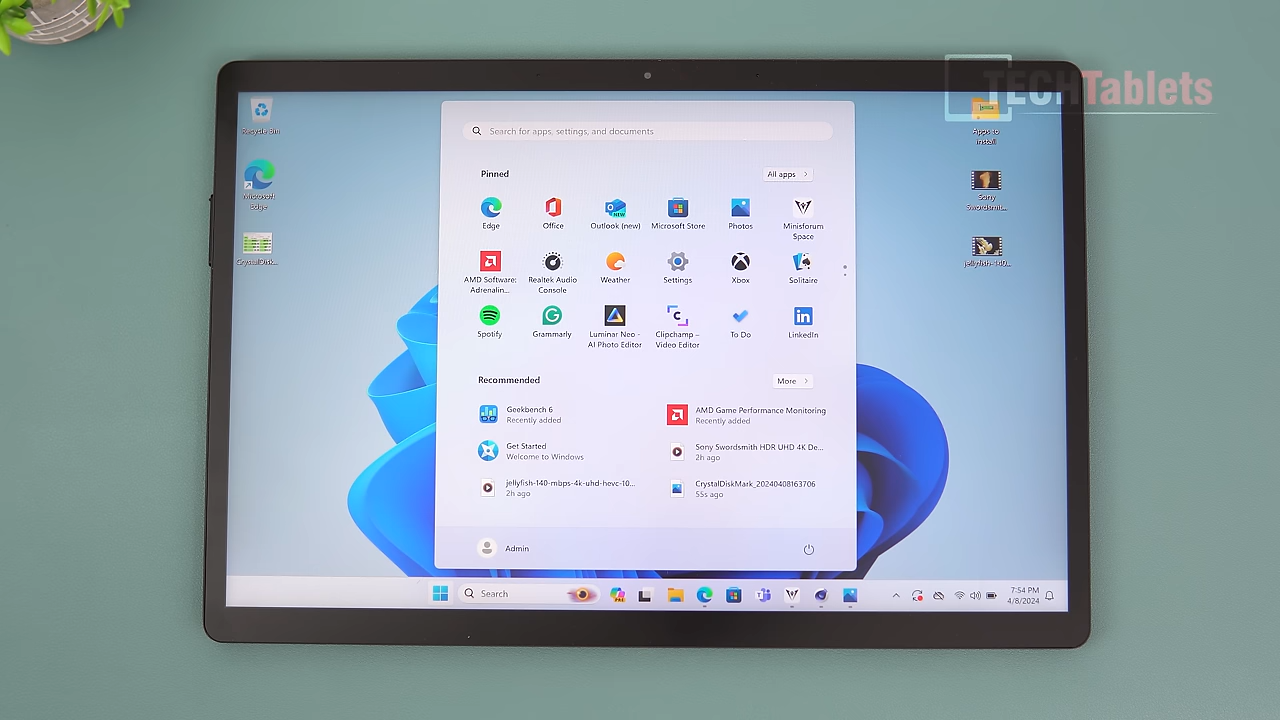 TECHTablets
Recycle Bin
Microsoft
Edge
CrystalDisk...
Apps to
install
Sony
Swordsmit...
jellyfish-140...
Search for apps, settings, and documents
Pinned
All apps
Edge
Office
Outlook (new)
Microsoft Store
Photos
Minisforum
Space
AMD Software:
Adrenalin...
Realtek Audio
Console
Weather
Settings
Xbox
Solitaire
Spotify
Grammarly
Luminar Neo -
AI Photo Editor
Clipchamp –
Video Editor
To Do
LinkedIn
Recommended
More
Geekbench 6
Recently added
AMD Game Performance Monitoring
Recently added
Get Started
Welcome to Windows
Sony Swordsmith HDR UHD 4K De...
2h ago
jellyfish-140-mbps-4k-uhd-hevc-10...
2h ago
CrystalDiskMark_20240408163706
55s ago
Admin
Search
7:54 PM
4/8/2024